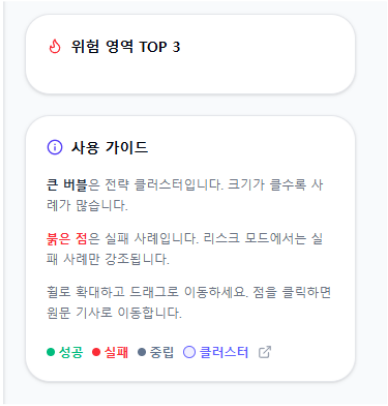 위험 영역 TOP 3
사용 가이드
큰 버블은 전략 클러스터입니다. 크기가 클수록 사
례가 많습니다.
붉은 점은 실패 사례입니다. 리스크 모드에서는 실
패 사례만 강조됩니다.
휠로 확대하고 드래그로 이동하세요. 점을 클릭하면
원문 기사로 이동합니다.
성공 실패 중립 클러스터